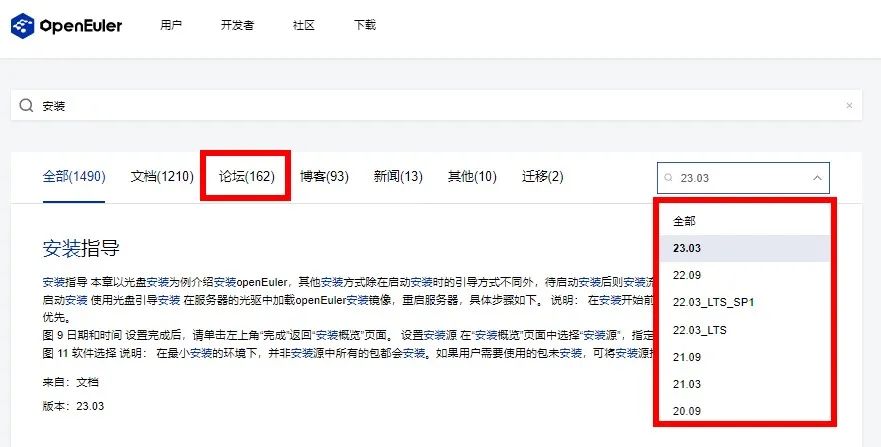 OpenEuler 用户 开发者 社区 下载
安装 ×
全部(1490) 文档(1210) 论坛(162) 博客(93) 新闻(13) 其他(10) 迁移(2) 23.03
全部
23.03
22.09
22.03_LTS_SP1
22.03_LTS
21.09
21.03
20.09
安装指导
安装指导 本章以光盘安装为例介绍安装openEuler，其他安装方式除在启动安装时的引导方式不同外，待启动安装后则安装流
启动安装 使用光盘引导安装 在服务器的光驱中加载openEuler安装镜像，重启服务器，具体步骤如下。 说明： 在安装开始前
优先。
图 9 日期和时间 设置完成后，请单击左上角“完成”返回“安装概览”页面。 设置安装源 在“安装概览”页面中选择“安装源”，指定
图 11 软件选择 说明： 在最小安装的环境下，并非安装源中所有的包都会安装。如果用户需要使用的包未安装，可将安装源
来自：文档
版本：23.03